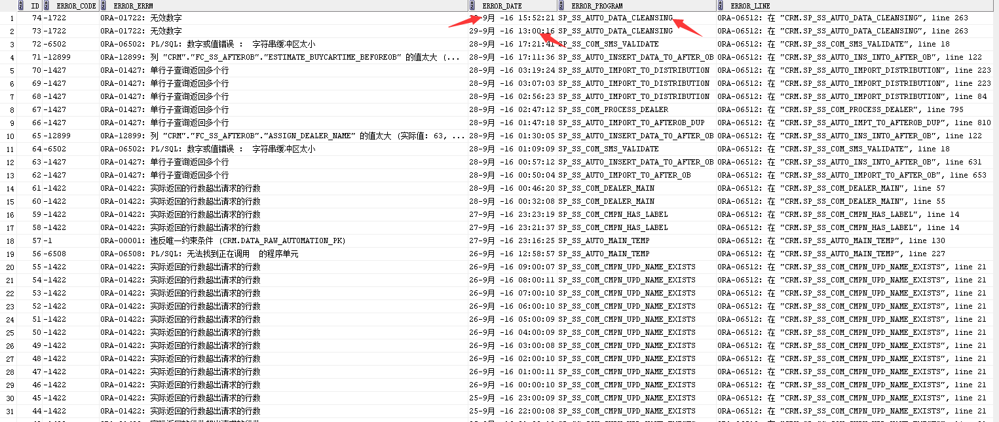 ID ERROR_CODE ERROR_ERRM ERROR_DATE ERROR_PROGRAM ERROR_LINE
1 74 -1722 ORA-01722: 无效数字 -9月 -16 15:52:21 SP_SS_AUTO_DATA_CLEANSING ORA-06512: 在 "CRM.SP_SS_AUTO_DATA_CLEANSING", line 263
2 73 -1722 ORA-01722: 无效数字 29-9月 -16 13:00:16 SP_SS_AUTO_DATA_CLEANSING ORA-06512: 在 "CRM.SP_SS_AUTO_DATA_CLEANSING", line 263
3 72 -6502 ORA-06502: PL/SQL: 数字或值错误 : 字符串缓冲区太小 28-9月 -16 17:21:41 SP_SS_COM_SMS_VALIDATE ORA-06512: 在 "CRM.SP_SS_COM_SMS_VALIDATE", line 18
4 71 -12899 ORA-12899: 列 "CRM"."FC_SS_AFTEROB"."ESTIMATE_BUYCARTIME_BEFOREOB" 的值太大 (... 28-9月 -16 17:11:36 SP_SS_AUTO_INSERT_DATA_TO_AFTER_OB ORA-06512: 在 "CRM.SP_SS_AUTO_INS_INTO_AFTER_OB", line 122
5 70 -1427 ORA-01427: 单行子查询返回多个行 28-9月 -16 03:19:24 SP_SS_AUTO_IMPORT_TO_DISTRIBUTION ORA-06512: 在 "CRM.SP_SS_AUTO_IMPORT_DISTRIBUTION", line 223
6 69 -1427 ORA-01427: 单行子查询返回多个行 28-9月 -16 03:07:03 SP_SS_AUTO_IMPORT_TO_DISTRIBUTION ORA-06512: 在 "CRM.SP_SS_AUTO_IMPORT_DISTRIBUTION", line 223
7 68 -1427 ORA-01427: 单行子查询返回多个行 28-9月 -16 02:56:23 SP_SS_AUTO_IMPORT_TO_DISTRIBUTION ORA-06512: 在 "CRM.SP_SS_AUTO_IMPORT_DISTRIBUTION", line 84
8 67 -1427 ORA-01427: 单行子查询返回多个行 28-9月 -16 02:47:12 SP_SS_COM_PROCESS_DEALER ORA-06512: 在 "CRM.SP_SS_COM_PROCESS_DEALER", line 795
9 66 -1427 ORA-01427: 单行子查询返回多个行 28-9月 -16 01:47:18 SP_SS_AUTO_IMPORT_TO_AFTEROB_DUP ORA-06512: 在 "CRM.SP_SS_AUTO_IMPT_TO_AFTEROB_DUP", line 810
10 65 -12899 ORA-12899: 列 "CRM"."FC_SS_AFTEROB"."ASSIGN_DEALER_NAME" 的值太大 (实际值: 63, ... 28-9月 -16 01:30:05 SP_SS_AUTO_INSERT_DATA_TO_AFTER_OB ORA-06512: 在 "CRM.SP_SS_AUTO_INS_INTO_AFTER_OB", line 122
11 64 -6502 ORA-06502: PL/SQL: 数字或值错误 : 字符串缓冲区太小 28-9月 -16 01:09:09 SP_SS_COM_SMS_VALIDATE ORA-06512: 在 "CRM.SP_SS_COM_SMS_VALIDATE", line 18
12 63 -1427 ORA-01427: 单行子查询返回多个行 28-9月 -16 00:57:12 SP_SS_AUTO_INSERT_DATA_TO_AFTER_OB ORA-06512: 在 "CRM.SP_SS_AUTO_INS_INTO_AFTER_OB", line 631
13 62 -1427 ORA-01427: 单行子查询返回多个行 28-9月 -16 00:50:04 SP_SS_AUTO_IMPORT_TO_AFTER_OB ORA-06512: 在 "CRM.SP_SS_AUTO_IMPORT_TO_AFTER_OB", line 653
14 61 -1422 ORA-01422: 实际返回的行数超出请求的行数 28-9月 -16 00:46:20 SP_SS_COM_DEALER_MAIN ORA-06512: 在 "CRM.SP_SS_COM_DEALER_MAIN", line 57
15 60 -1422 ORA-01422: 实际返回的行数超出请求的行数 28-9月 -16 00:32:08 SP_SS_COM_DEALER_MAIN ORA-06512: 在 "CRM.SP_SS_COM_DEALER_MAIN", line 55
16 59 -1422 ORA-01422: 实际返回的行数超出请求的行数 27-9月 -16 23:23:19 SP_SS_COM_CMPN_HAS_LABEL ORA-06512: 在 "CRM.SP_SS_COM_CMPN_HAS_LABEL", line 14
17 58 -1422 ORA-01422: 实际返回的行数超出请求的行数 27-9月 -16 23:21:37 SP_SS_COM_CMPN_HAS_LABEL ORA-06512: 在 "CRM.SP_SS_COM_CMPN_HAS_LABEL", line 14
18 57 -1 ORA-00001: 违反唯一约束条件 (CRM.DATA_RAW_AUTOMATION_PK) 27-9月 -16 23:16:25 SP_SS_AUTO_MAIN_TEMP ORA-06512: 在 "CRM.SP_SS_AUTO_MAIN_TEMP", line 130
19 56 -6508 ORA-06508: PL/SQL: 无法找到正在调用 的程序单元 26-9月 -16 12:58:57 SP_SS_AUTO_MAIN_TEMP ORA-06512: 在 "CRM.SP_SS_AUTO_MAIN_TEMP", line 227
20 55 -1422 ORA-01422: 实际返回的行数超出请求的行数 26-9月 -16 09:00:07 SP_SS_COM_CMPN_UPD_NAME_EXISTS ORA-06512: 在 "CRM.SP_SS_COM_CMPN_UPD_NAME_EXISTS", line 21
21 54 -1422 ORA-01422: 实际返回的行数超出请求的行数 26-9月 -16 08:00:11 SP_SS_COM_CMPN_UPD_NAME_EXISTS ORA-06512: 在 "CRM.SP_SS_COM_CMPN_UPD_NAME_EXISTS", line 21
22 53 -1422 ORA-01422: 实际返回的行数超出请求的行数 26-9月 -16 07:00:10 SP_SS_COM_CMPN_UPD_NAME_EXISTS ORA-06512: 在 "CRM.SP_SS_COM_CMPN_UPD_NAME_EXISTS", line 21
23 52 -1422 ORA-01422: 实际返回的行数超出请求的行数 26-9月 -16 06:00:10 SP_SS_COM_CMPN_UPD_NAME_EXISTS ORA-06512: 在 "CRM.SP_SS_COM_CMPN_UPD_NAME_EXISTS", line 21
24 51 -1422 ORA-01422: 实际返回的行数超出请求的行数 26-9月 -16 05:00:09 SP_SS_COM_CMPN_UPD_NAME_EXISTS ORA-06512: 在 "CRM.SP_SS_COM_CMPN_UPD_NAME_EXISTS", line 21
25 50 -1422 ORA-01422: 实际返回的行数超出请求的行数 26-9月 -16 04:00:09 SP_SS_COM_CMPN_UPD_NAME_EXISTS ORA-06512: 在 "CRM.SP_SS_COM_CMPN_UPD_NAME_EXISTS", line 21
26 49 -1422 ORA-01422: 实际返回的行数超出请求的行数 26-9月 -16 03:00:08 SP_SS_COM_CMPN_UPD_NAME_EXISTS ORA-06512: 在 "CRM.SP_SS_COM_CMPN_UPD_NAME_EXISTS", line 21
27 48 -1422 ORA-01422: 实际返回的行数超出请求的行数 26-9月 -16 02:00:10 SP_SS_COM_CMPN_UPD_NAME_EXISTS ORA-06512: 在 "CRM.SP_SS_COM_CMPN_UPD_NAME_EXISTS", line 21
28 47 -1422 ORA-01422: 实际返回的行数超出请求的行数 26-9月 -16 01:00:11 SP_SS_COM_CMPN_UPD_NAME_EXISTS ORA-06512: 在 "CRM.SP_SS_COM_CMPN_UPD_NAME_EXISTS", line 21
29 46 -1422 ORA-01422: 实际返回的行数超出请求的行数 26-9月 -16 00:00:10 SP_SS_COM_CMPN_UPD_NAME_EXISTS ORA-06512: 在 "CRM.SP_SS_COM_CMPN_UPD_NAME_EXISTS", line 21
30 45 -1422 ORA-01422: 实际返回的行数超出请求的行数 25-9月 -16 23:00:09 SP_SS_COM_CMPN_UPD_NAME_EXISTS ORA-06512: 在 "CRM.SP_SS_COM_CMPN_UPD_NAME_EXISTS", line 21
31 44 -1422 ORA-01422: 实际返回的行数超出请求的行数 25-9月 -16 22:00:08 SP_SS_COM_CMPN_UPD_NAME_EXISTS ORA-06512: 在 "CRM.SP_SS_COM_CMPN_UPD_NAME_EXISTS", line 21